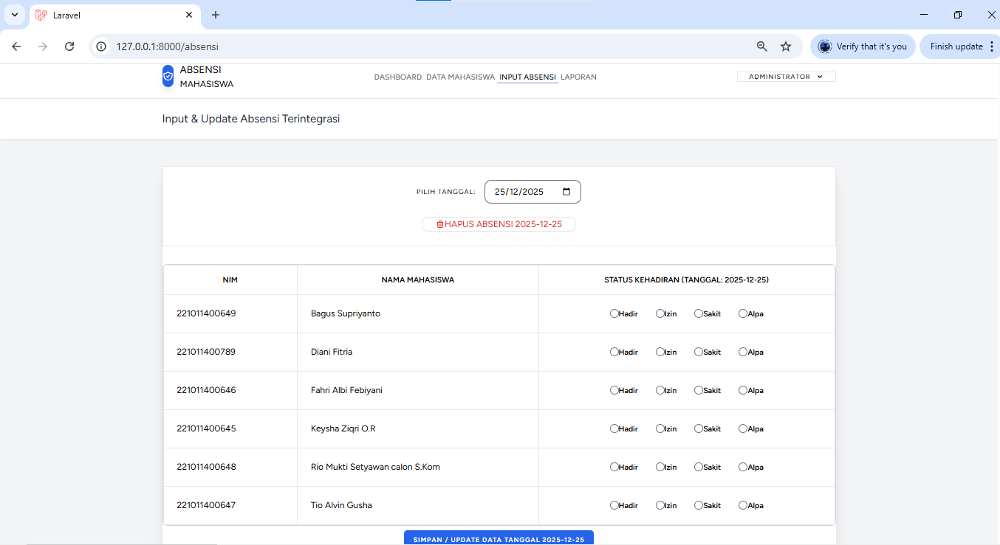 Laravel
127.0.0.1:8000/absensi
Verify that it's you
Finish update
ABSENSI
MAHASISWA
DASHBOARD DATA MAHASISWA INPUT ABSENSI LAPORAN
ADMINISTRATOR
Input & Update Absensi Terintegrasi
PILIH TANGGAL: 25/12/2025
HAPUS ABSENSI 2025-12-25
NIM NAMA MAHASISWA STATUS KEHADIRAN (TANGGAL: 2025-12-25)
221011400649 Bagus Supriyanto Hadir Izin Sakit Alpa
221011400789 Diani Fitria Hadir Izin Sakit Alpa
221011400646 Fahri Albi Febiyani Hadir Izin Sakit Alpa
221011400645 Keysha Ziqri O.R Hadir Izin Sakit Alpa
221011400648 Rio Mukti Setyawan calon S.Kom Hadir Izin Sakit Alpa
221011400647 Tio Alvin Gusha Hadir Izin Sakit Alpa
SIMPAN / UPDATE DATA TANGGAL 2025-12-25